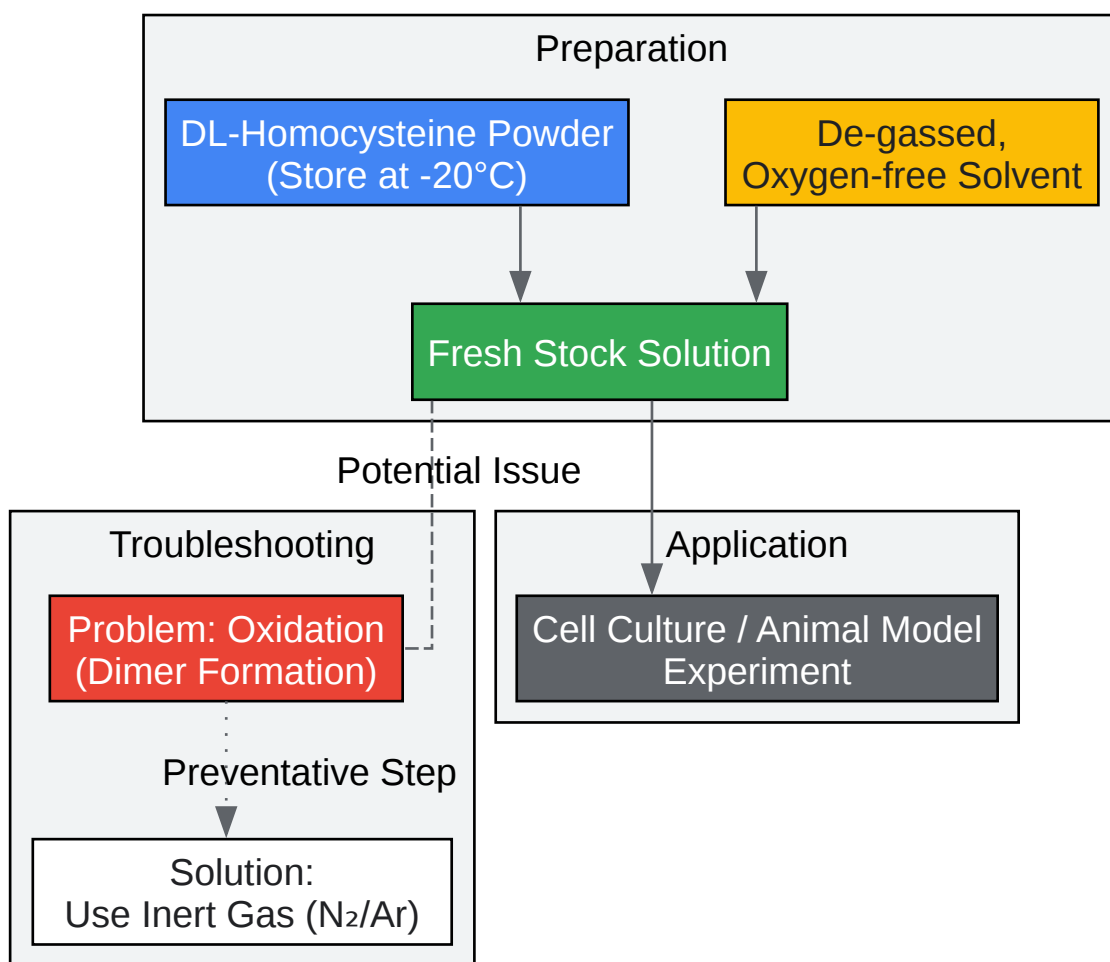 Preparation
DL-Homocysteine Powder
(Store at -20°C)
De-gassed,
Oxygen-free Solvent
Fresh Stock Solution
Potential Issue
Troubleshooting
Problem: Oxidation
(Dimer Formation)
Preventative Step
Solution:
Use Inert Gas (N₂/Ar)
Application
Cell Culture / Animal Model
Experiment